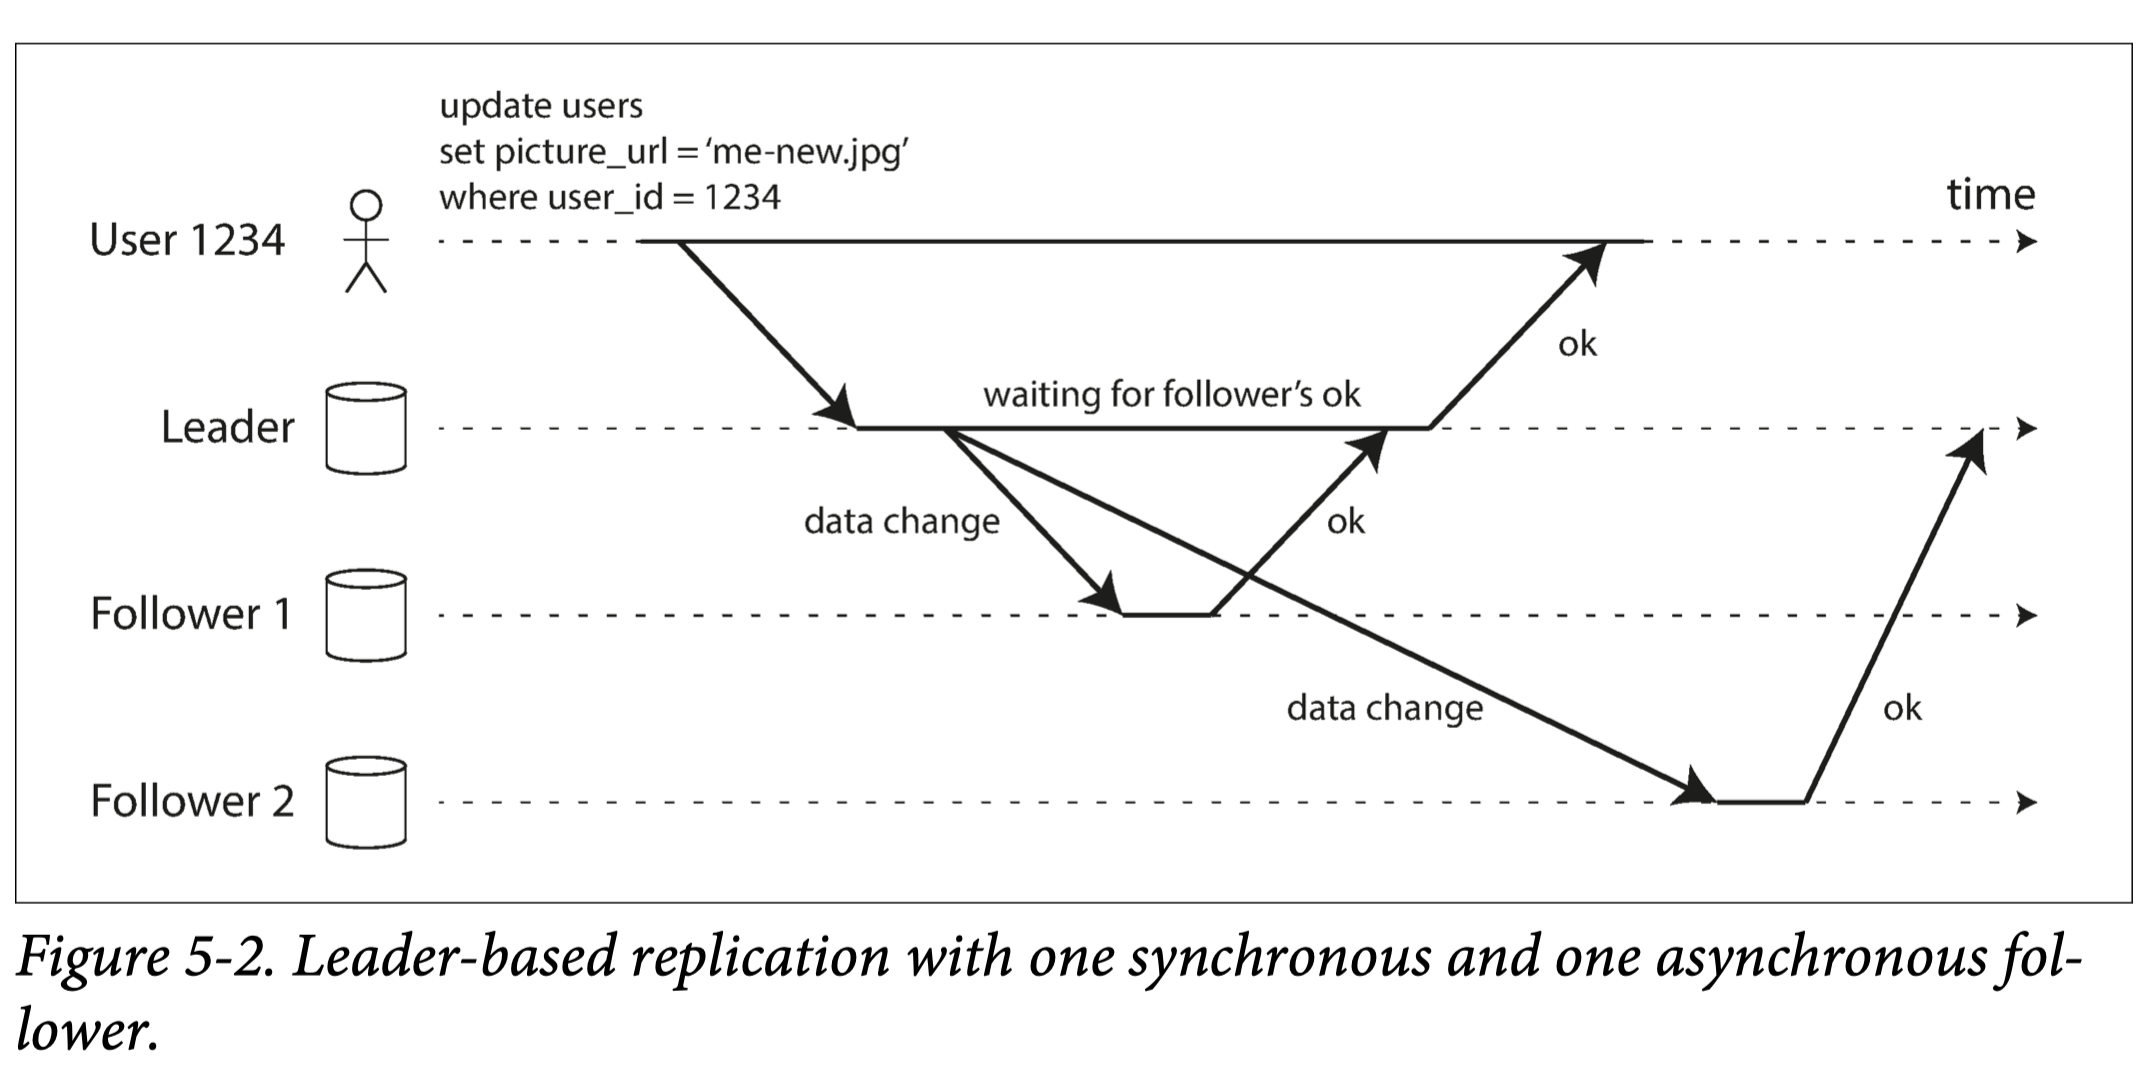 update users
set picture_url = ‘me-new.jpg’
where user_id = 1234
time
User 1234
ok
waiting for follower’s ok
Leader
data change
ok
Follower 1
data change
ok
Follower 2
Figure 5-2. Leader-based replication with one synchronous and one asynchronous fol-
lower.